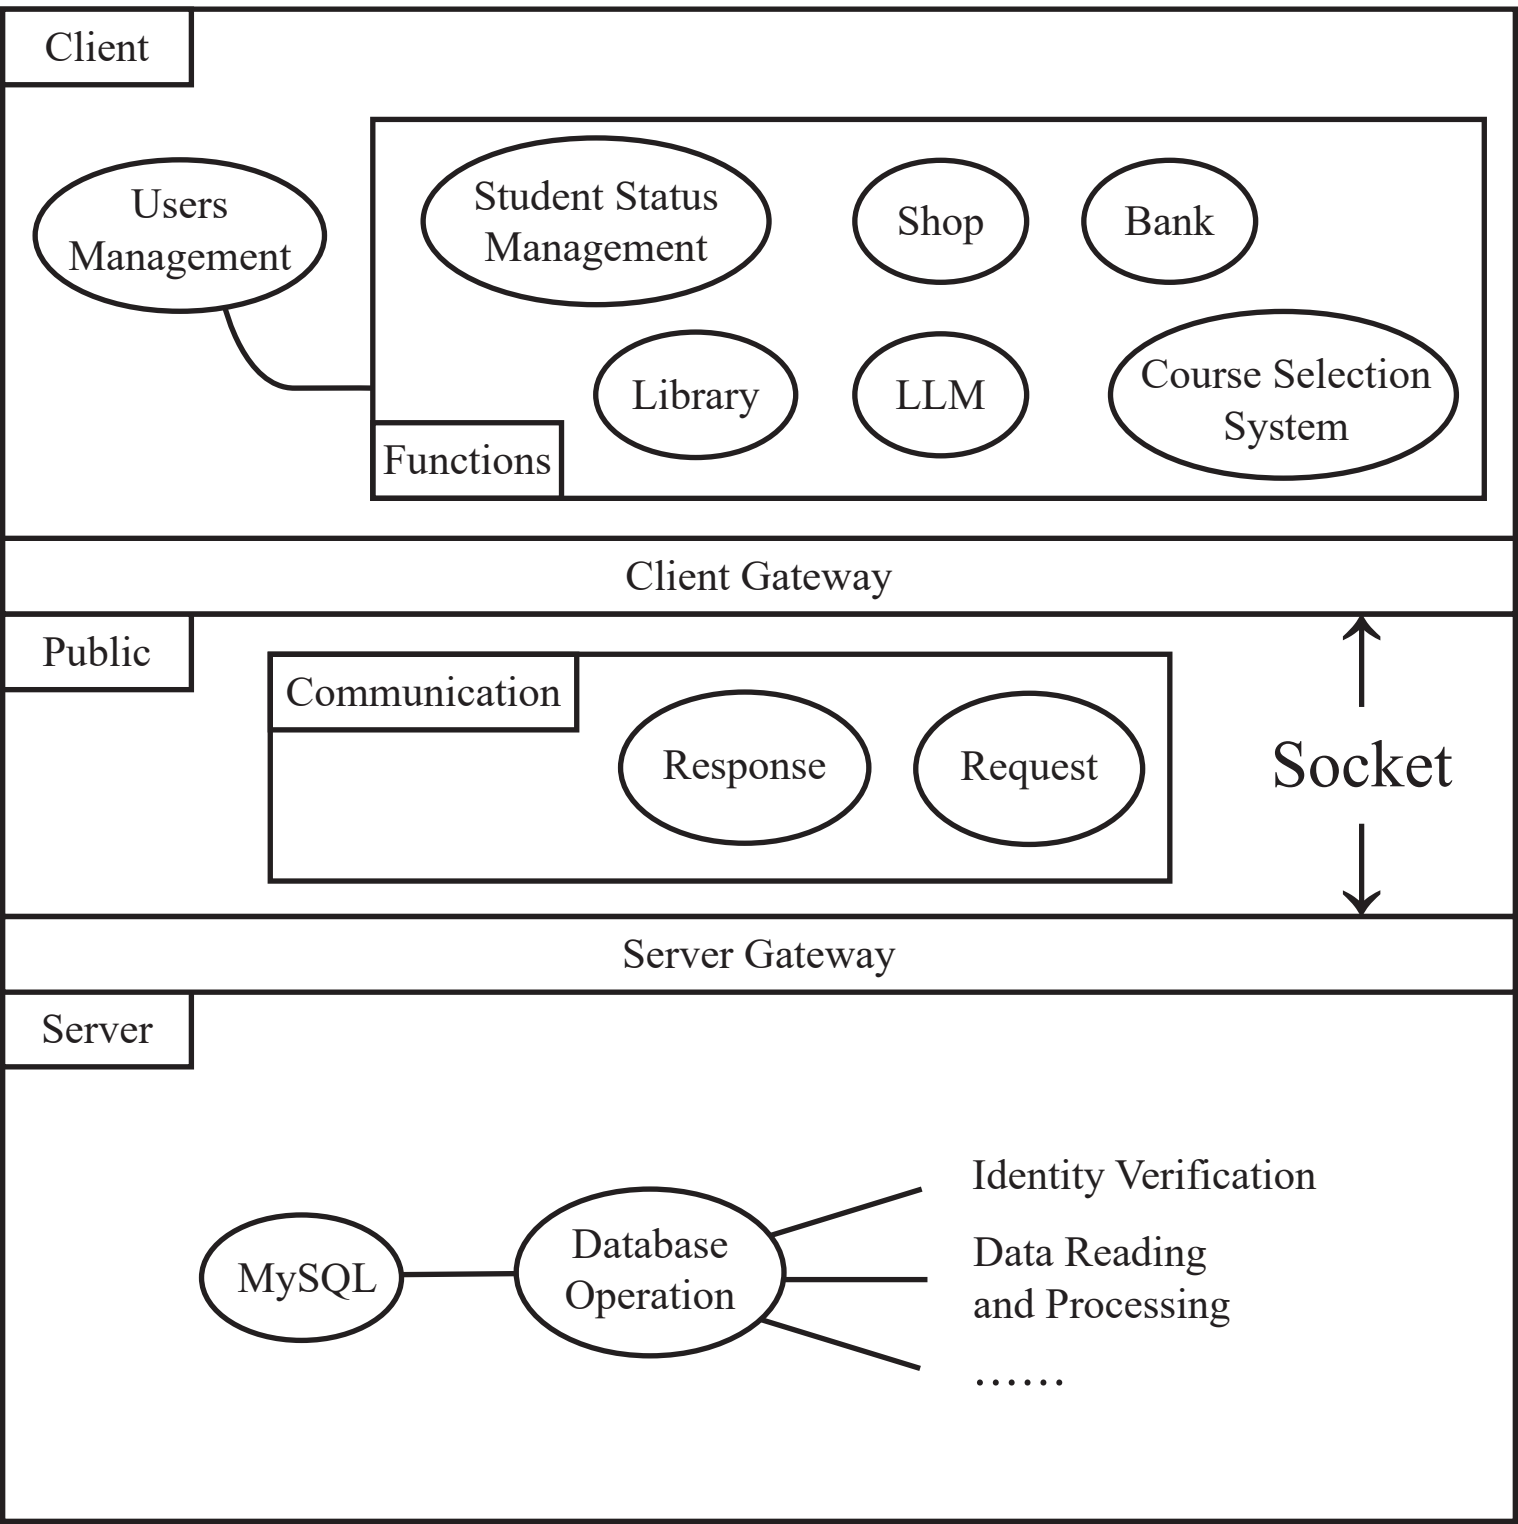 Client
Users
Management
Student Status
Management
Shop
Bank
Library
LLM
Course Selection
System
Functions
Client Gateway
Public
Communication
Response
Request
Socket
Server Gateway
Server
MySQL
Database
Operation
Identity Verification
Data Reading
and Processing
......